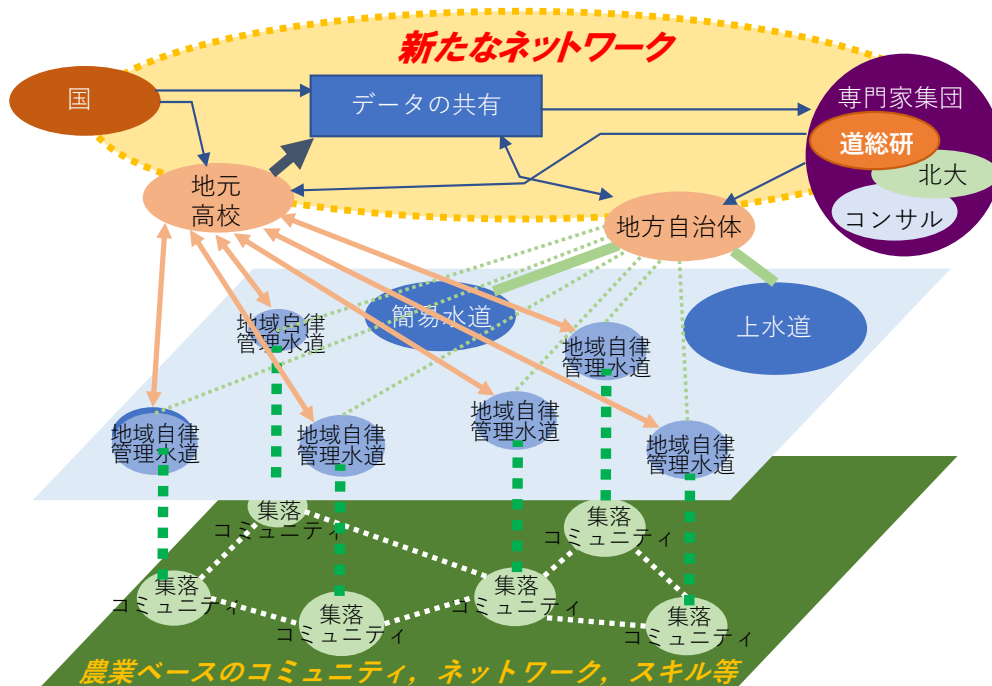 新たなネットワーク
国
データの共有
専門家集団
道総研
北大
コンサル
地元
高校
地方自治体
簡易水道
上水道
地域自律
管理水道
地域自律
管理水道
地域自律
管理水道
地域自律
管理水道
地域自律
管理水道
地域自律
管理水道
集落
コミュニティ
集落
コミュニティ
集落
コミュニティ
集落
コミュニティ
集落
コミュニティ
集落
コミュニティ
農業ベースのコミュニティ，ネットワーク，スキル等